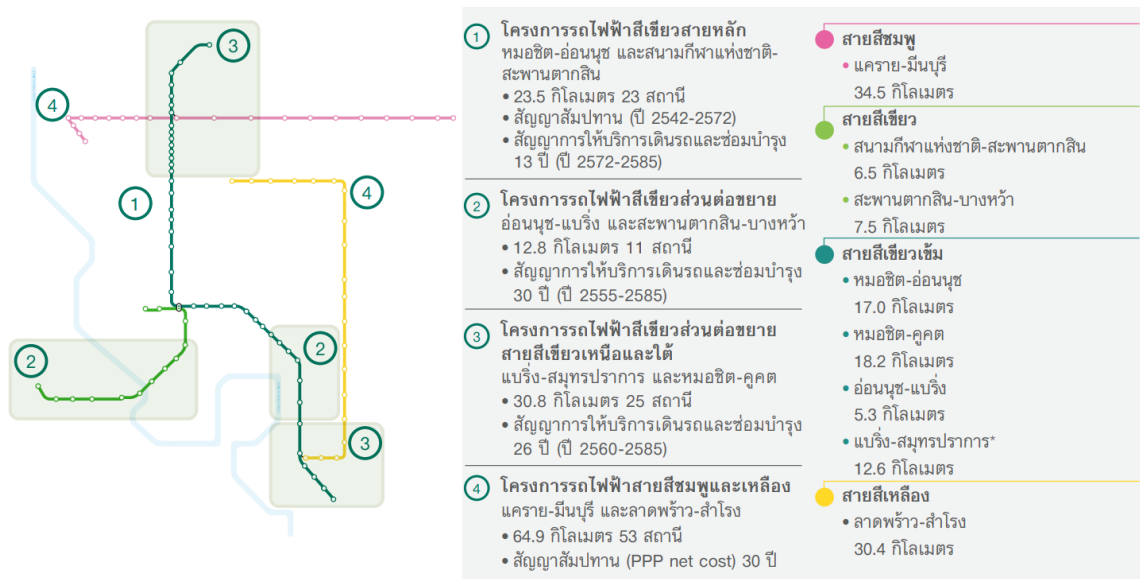 3
4
1
4
2
2
3
1
โครงการรถไฟฟ้าสีเขียวสายหลัก
หมอชิต-อ่อนนุช และสนามกีฬาแห่งชาติ-
สะพานตากสิน
• 23.5 กิโลเมตร 23 สถานี
• สัญญาสัมปทาน (ปี 2542-2572)
• สัญญาการให้บริการเดินรถและซ่อมบำรุง
13 ปี (ปี 2572-2585)
2
โครงการรถไฟฟ้าสีเขียวส่วนต่อขยาย
อ่อนนุช-แบริ่ง และสะพานตากสิน-บางหว้า
• 12.8 กิโลเมตร 11 สถานี
• สัญญาการให้บริการเดินรถและซ่อมบำรุง
30 ปี (ปี 2555-2585)
3
โครงการรถไฟฟ้าสีเขียวส่วนต่อขยาย
สายสีเขียวเหนือและใต้
แบริ่ง-สมุทรปราการ และหมอชิต-คูคต
• 30.8 กิโลเมตร 25 สถานี
• สัญญาการให้บริการเดินรถและซ่อมบำรุง
26 ปี (ปี 2560-2585)
4
โครงการรถไฟฟ้าสายสีชมพูและเหลือง
แคราย-มีนบุรี และลาดพร้าว-สำโรง
• 64.9 กิโลเมตร 53 สถานี
• สัญญาสัมปทาน (PPP net cost) 30 ปี
สายสีชมพู
• แคราย-มีนบุรี
34.5 กิโลเมตร
สายสีเขียว
• สนามกีฬาแห่งชาติ-สะพานตากสิน
6.5 กิโลเมตร
• สะพานตากสิน-บางหว้า
7.5 กิโลเมตร
สายสีเขียวเข้ม
• หมอชิต-อ่อนนุช
17.0 กิโลเมตร
• หมอชิต-คูคต
18.2 กิโลเมตร
• อ่อนนุช-แบริ่ง
5.3 กิโลเมตร
• แบริ่ง-สมุทรปราการ*
12.6 กิโลเมตร
สายสีเหลือง
• ลาดพร้าว-สำโรง
30.4 กิโลเมตร